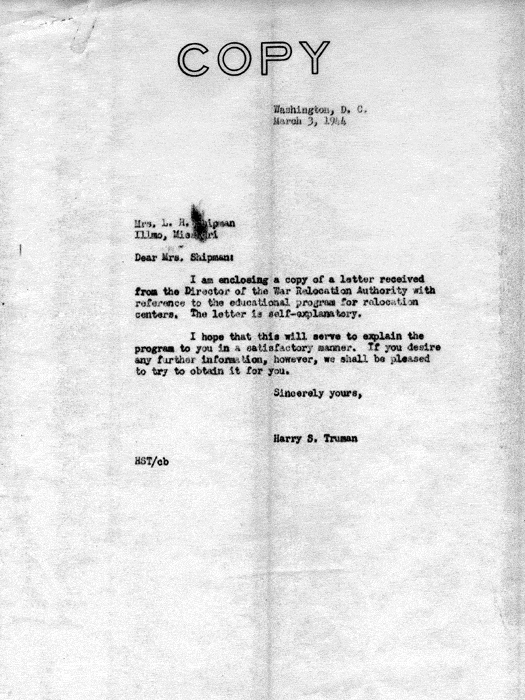 COPY
Washington, D. C.
March 3, 1944
Mrs. L. H. Shipman
Illmo, Missouri
Dear Mrs. Shipman:
I am enclosing a copy of a letter received
from the Director of the War Relocation Authority with
reference to the educational program for relocation
centers. The letter is self-explanatory.
I hope that this will serve to explain the
program to you in a satisfactory manner. If you desire
any further information, however, we shall be pleased
to try to obtain it for you.
Sincerely yours,
Harry S. Truman
HST/cb